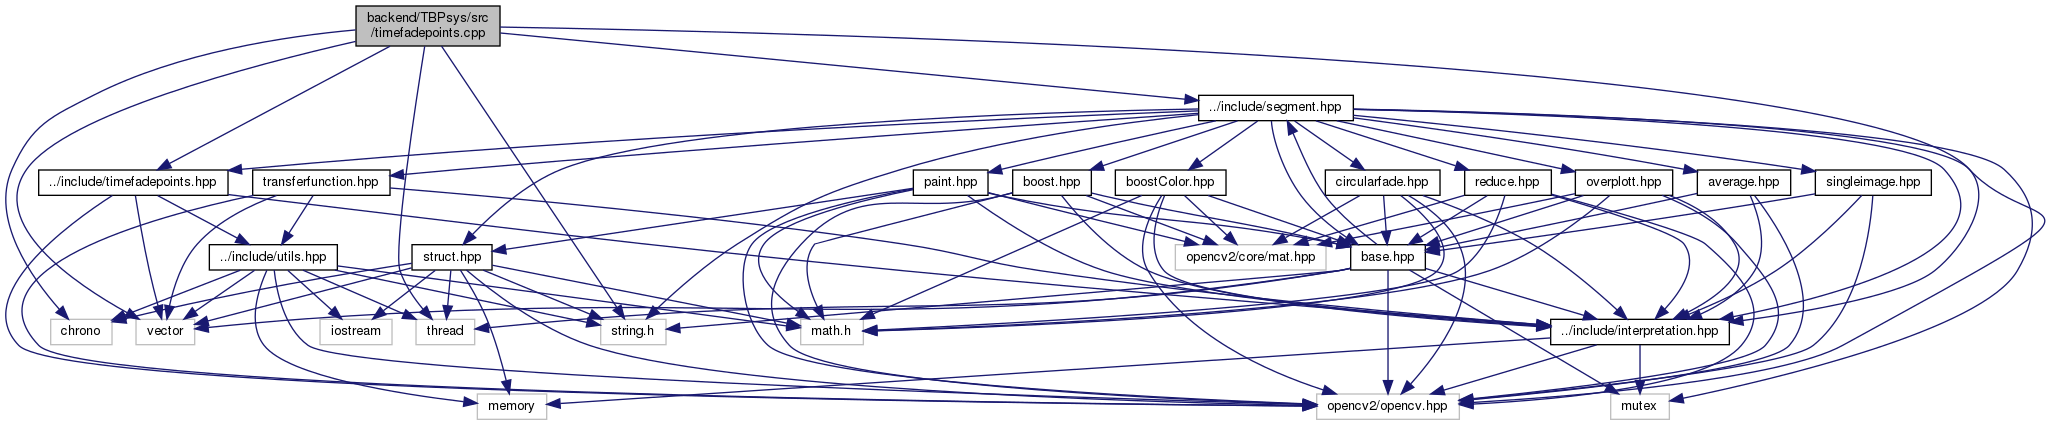 backend/TBPsys/src
/timefadepoints.cpp
../include/segment.hpp
../include/timefadepoints.hpp
transferfunction.hpp
paint.hpp
boost.hpp
boostColor.hpp
circularfade.hpp
reduce.hpp
overplott.hpp
average.hpp
singleimage.hpp
../include/utils.hpp
struct.hpp
opencv2/core/mat.hpp
base.hpp
chrono
vector
iostream
thread
string.h
math.h
../include/interpretation.hpp
memory
opencv2/opencv.hpp
mutex